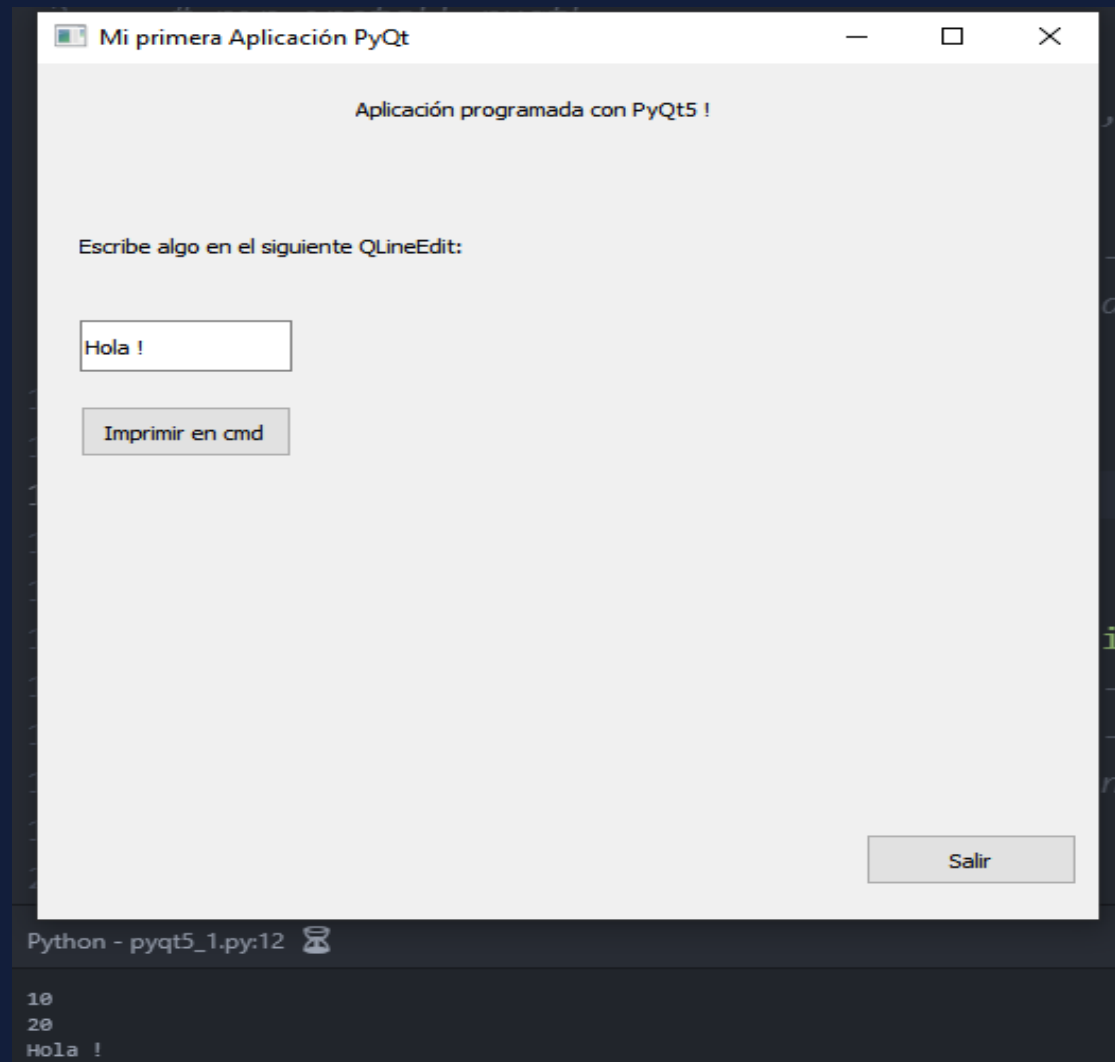 Mi primera Aplicación PyQt
Aplicación programada con PyQt5 !
Escribe algo en el siguiente QLineEdit:
Hola !
Imprimir en cmd
Salir
Python - pyqt5_1.py:12
10
20
Hola !